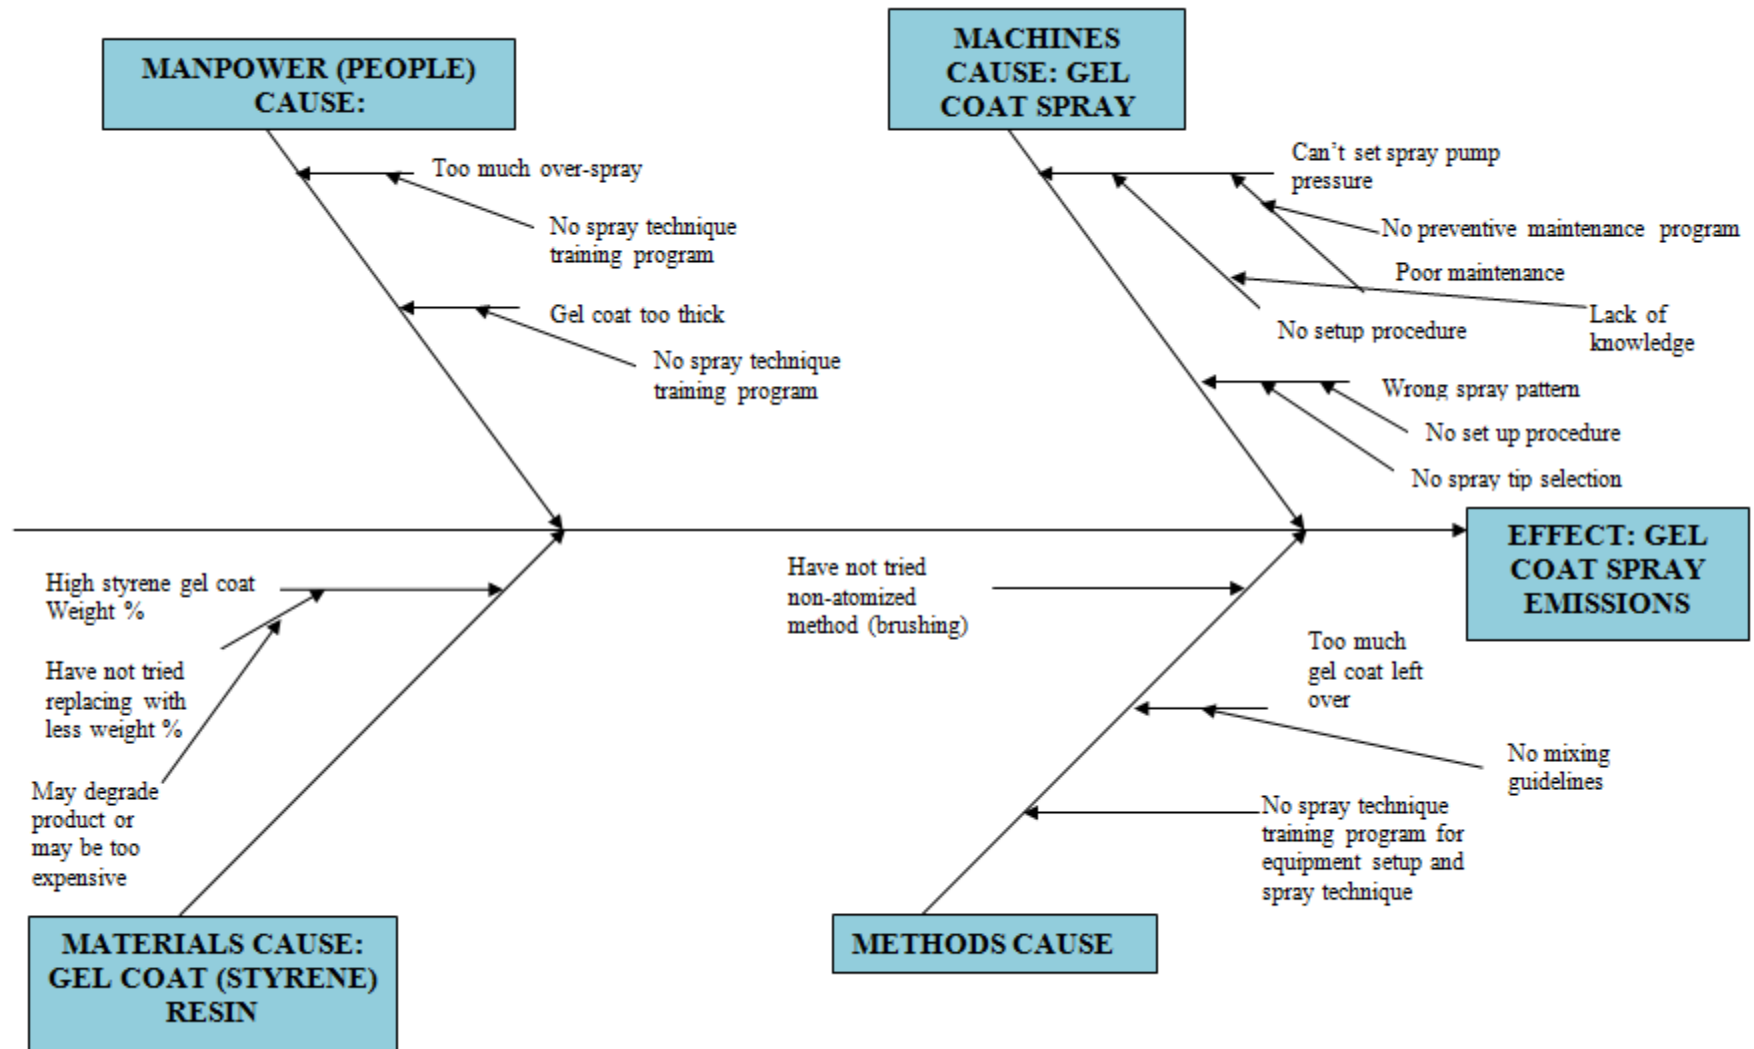 MANPOWER (PEOPLE)
CAUSE:
MACHINES
CAUSE: GEL
COAT SPRAY
Too much over-spray
No spray technique
training program
Gel coat too thick
No spray technique
training program
Can't set spray pump
pressure
No preventive maintenance program
Poor maintenance
Lack of
knowledge
No setup procedure
Wrong spray pattern
No set up procedure
No spray tip selection
EFFECT: GEL
COAT SPRAY
EMISSIONS
High styrene gel coat
Weight %
Have not tried
replacing with
less weight %
May degrade
product or
may be too
expensive
Have not tried
non-atomized
method (brushing)
Too much
gel coat left
over
No mixing
guidelines
No spray technique
training program for
equipment setup and
spray technique
MATERIALS CAUSE:
GEL COAT (STYRENE)
RESIN
METHODS CAUSE